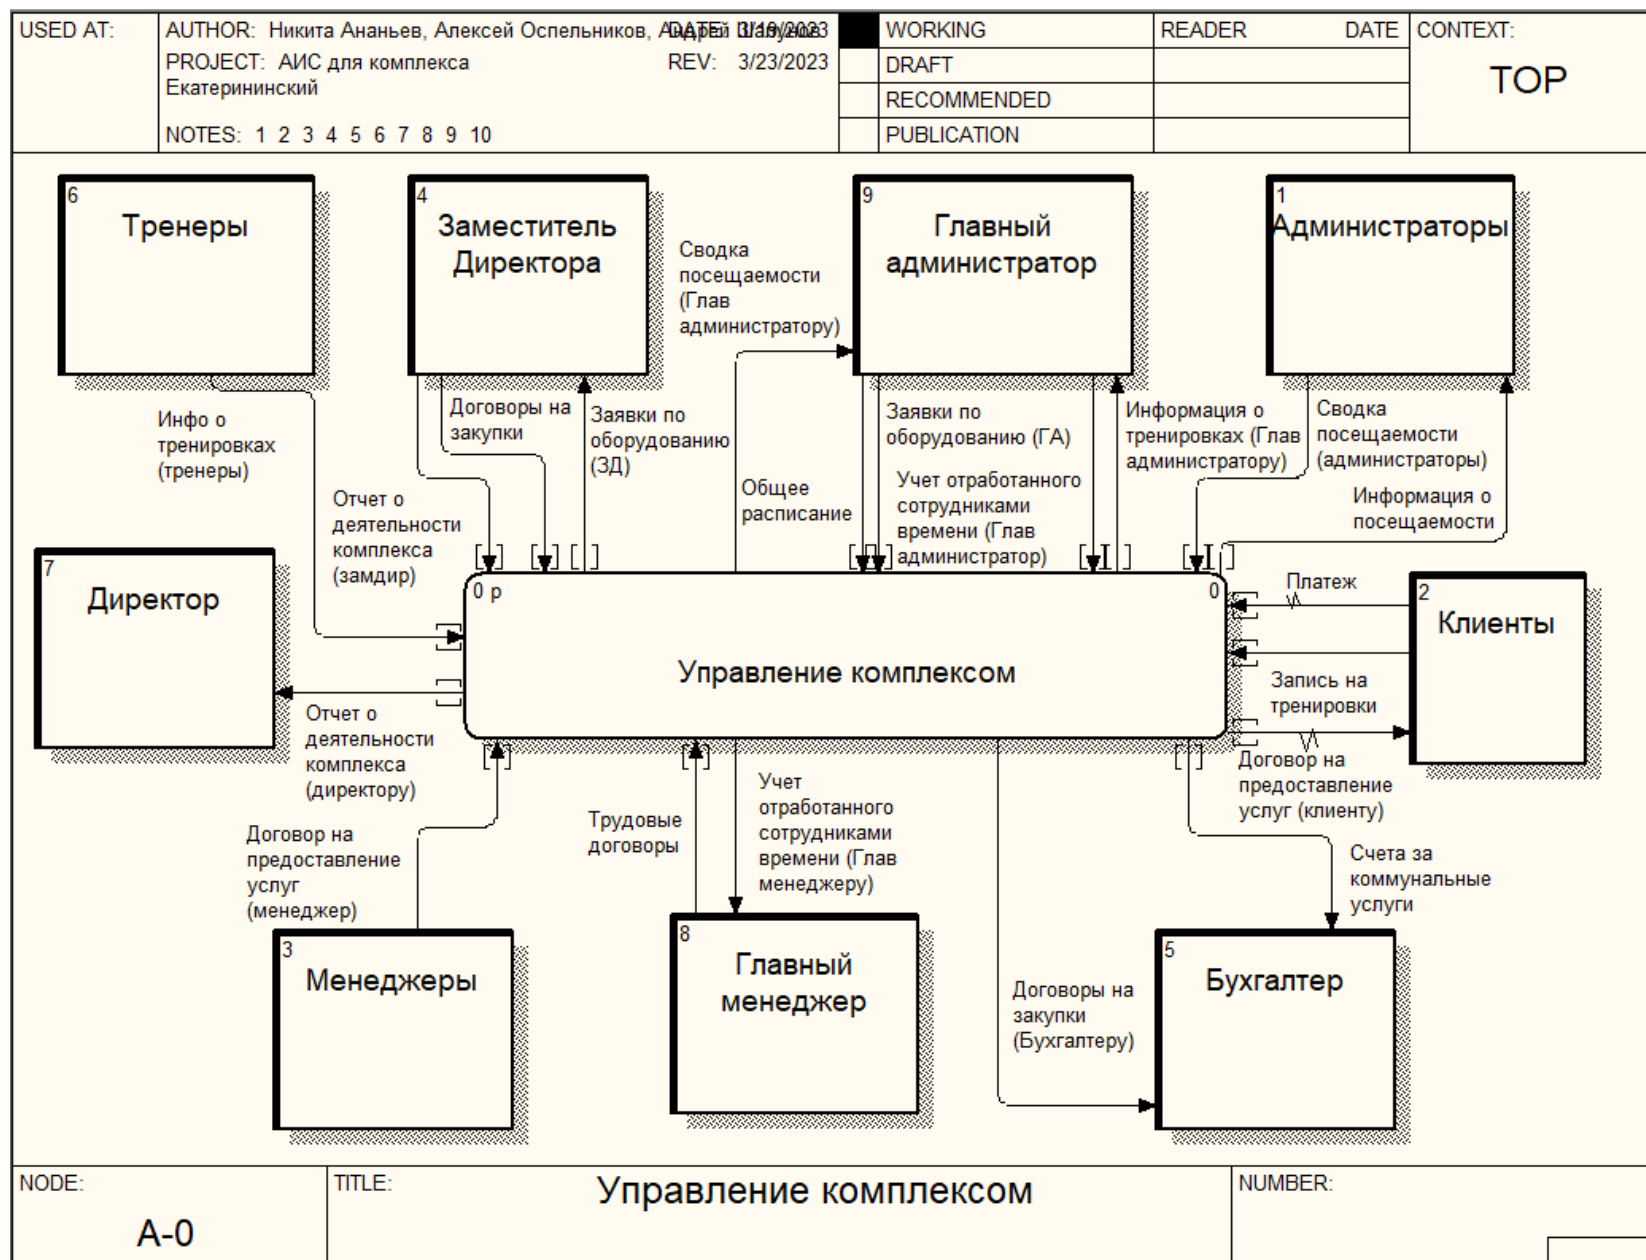 USED AT:
AUTHOR: Никита Ананьев, Алексей Оспельников,
DATE: 3/19/2023
PROJECT: АИС для комплекса
Екатерининский
REV: 3/23/2023
NOTES: 1 2 3 4 5 6 7 8 9 10
WORKING
DRAFT
RECOMMENDED
PUBLICATION
READER DATE
CONTEXT:
TOP
6
Тренеры
4
Заместитель
Директора
9
Главный
администратор
1
Администраторы
Сводка
посещаемости
(Глав
администратору)
Инфо о
тренировках
(тренеры)
Договоры на
закупки
Заявки по
оборудованию
(ЗД)
Заявки по
оборудованию (ГА)
Информация о
тренировках (Глав
администратору)
Сводка
посещаемости
(администраторы)
Отчет о
деятельности
комплекса
(замдир)
Общее
расписание
Учет отработанного
сотрудниками
времени (Глав
администратор)
Информация о
посещаемости
7
Директор
0 p
0
Управление комплексом
Платеж
2
Клиенты
Запись на
тренировки
Отчет о
деятельности
комплекса
(директору)
Договор на
предоставление
услуг (клиенту)
Договор на
предоставление
услуг
(менеджер)
Трудовые
договоры
Учет
отработанного
сотрудниками
времени (Глав
менеджеру)
Счета за
коммунальные
услуги
3
Менеджеры
8
Главный
менеджер
Договоры на
закупки
(Бухгалтеру)
5
Бухгалтер
NODE:
A-0
TITLE:
Управление комплексом
NUMBER: